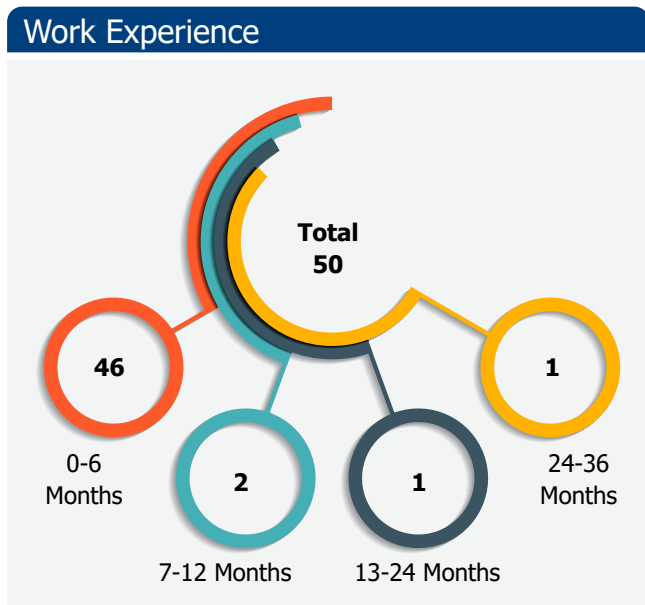 Work Experience
Total
50
46
0-6
Months
2
7-12 Months
1
13-24 Months
1
24-36
Months